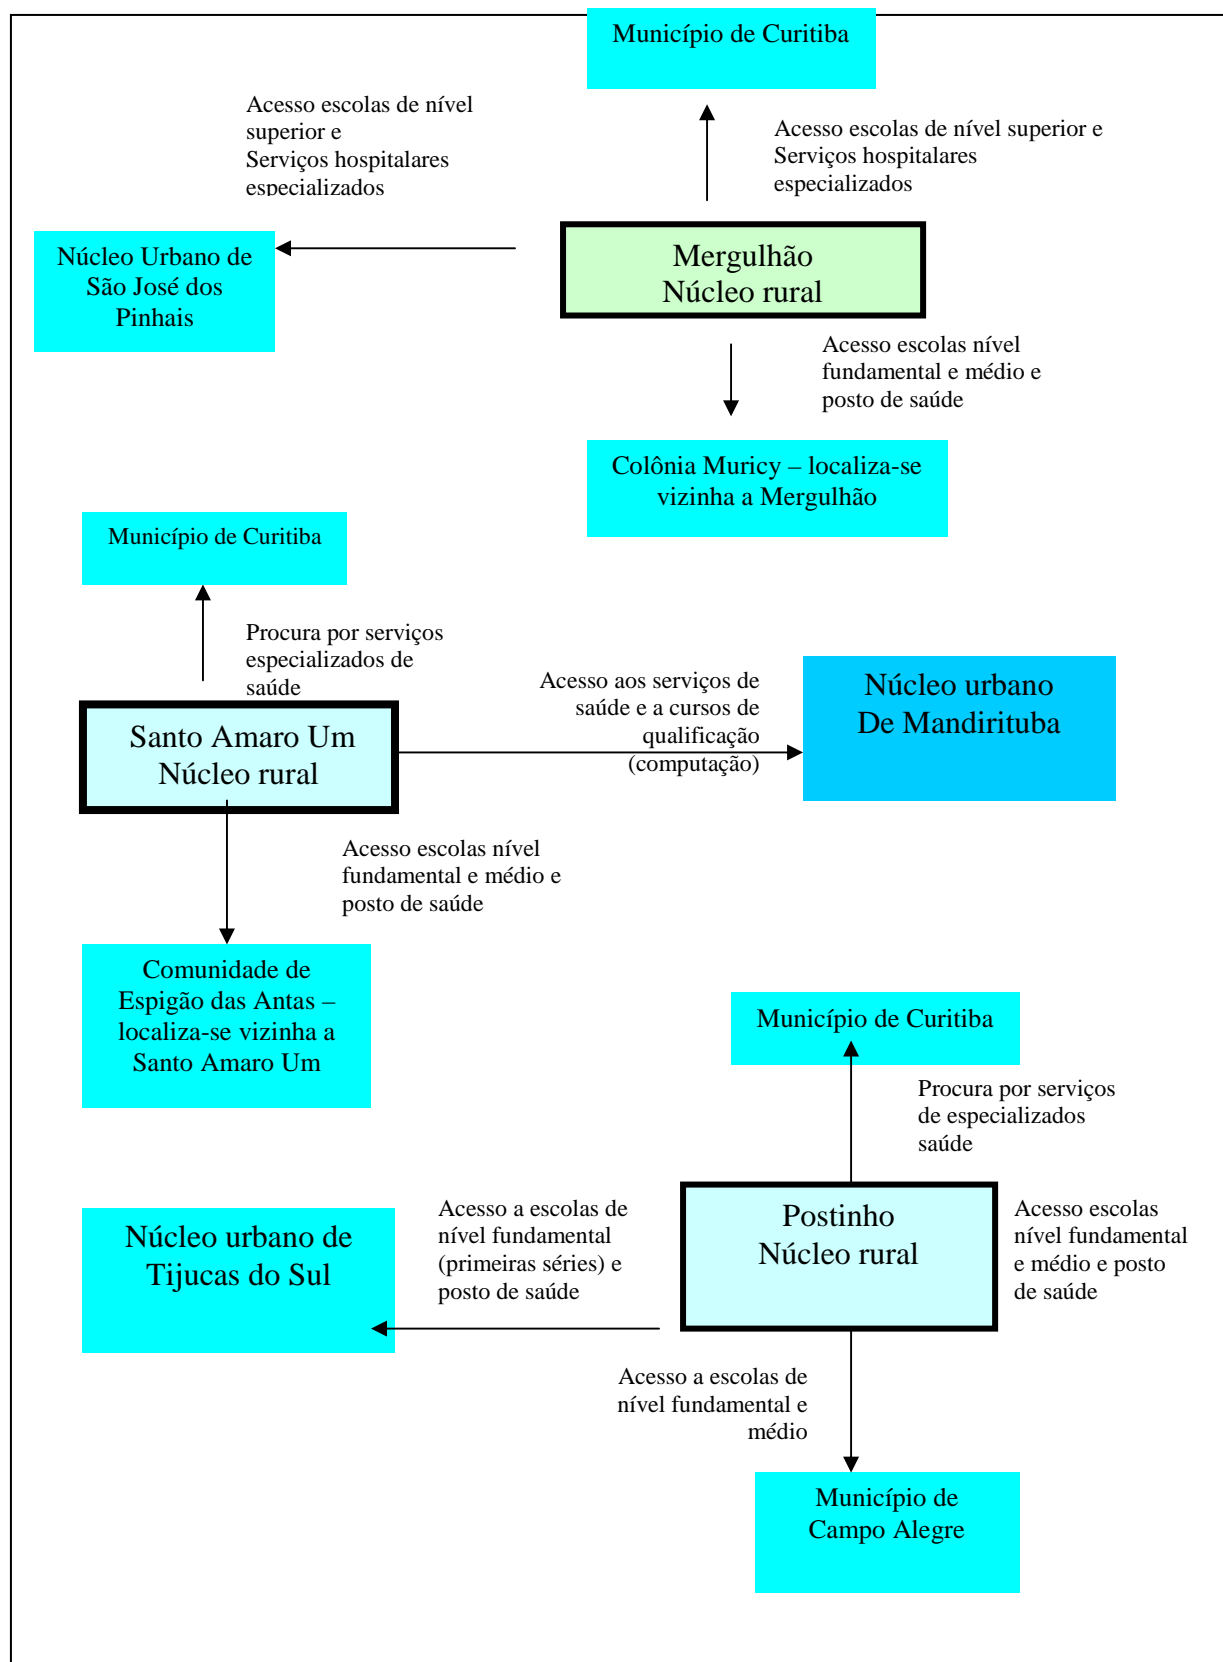 Município de Curitiba
Acesso escolas de nível
superior e
Serviços hospitalares
especializados
Acesso escolas de nível superior e
Serviços hospitalares
especializados
Núcleo Urbano de
São José dos
Pinhais
Mergulhão
Núcleo rural
Acesso escolas nível
fundamental e médio e
posto de saúde
Colônia Muricy – localiza-se
vizinha a Mergulhão
Município de Curitiba
Procura por serviços
especializados de
saúde
Santo Amaro Um
Núcleo rural
Acesso aos serviços de
saúde e a cursos de
qualificação
(computação)
Núcleo urbano
De Mandirituba
Acesso escolas nível
fundamental e médio e
posto de saúde
Comunidade de
Espigão das Antas –
localiza-se vizinha a
Santo Amaro Um
Município de Curitiba
Procura por serviços
de especializados
saúde
Núcleo urbano de
Tijucas do Sul
Acesso a escolas de
nível fundamental
(primeiras séries) e
posto de saúde
Postinho
Núcleo rural
Acesso escolas
nível fundamental
e médio e posto
de saúde
Acesso a escolas de
nível fundamental e
médio
Município de
Campo Alegre